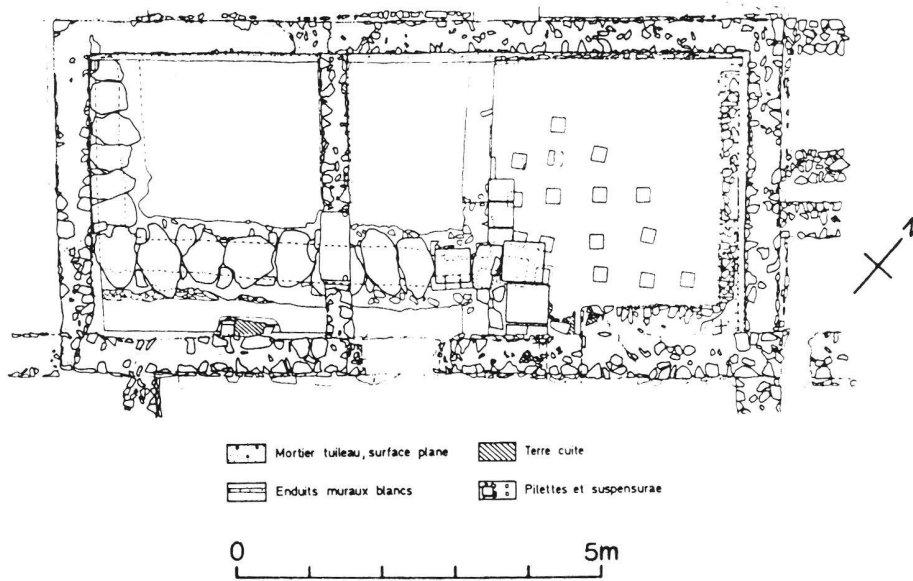 Mortier tuileau, surface plane
Terre cuite
Enduits muraux blancs
Pilettes et suspensurae
0 5m